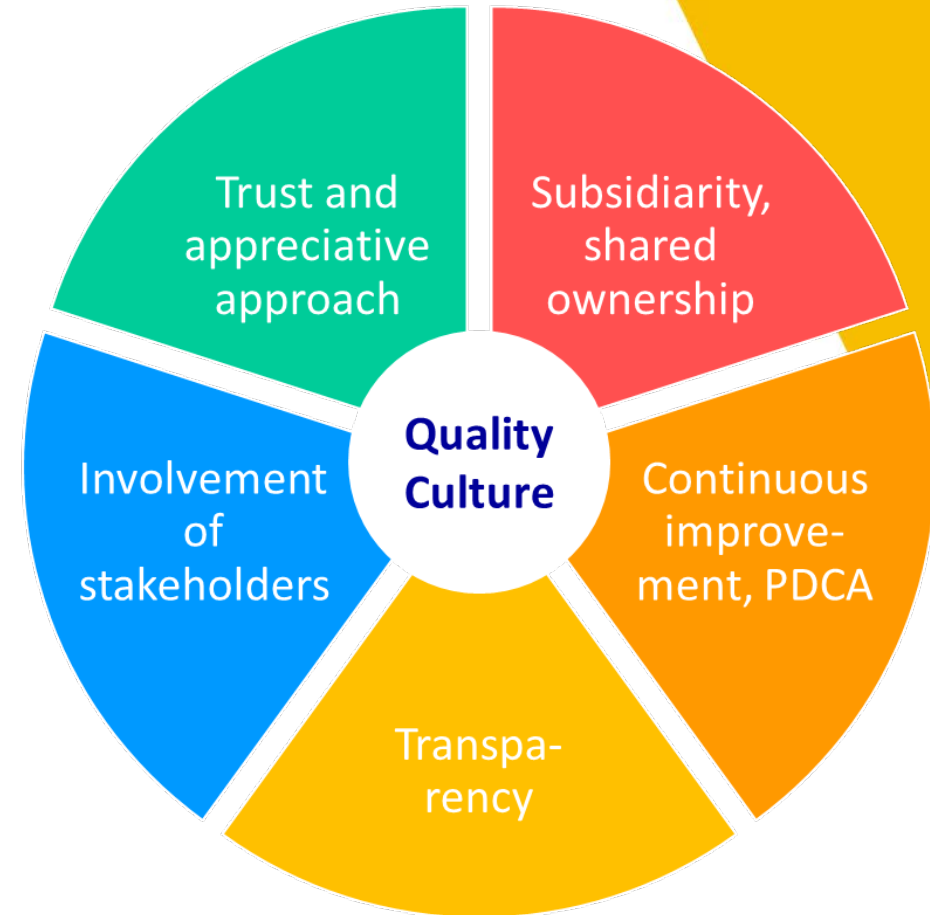 Trust and
appreciative
approach
Subsidiarity,
shared
ownership
Quality
Culture
Involvement
of
stakeholders
Continuous
improve-
ment, PDCA
Transpa-
rency